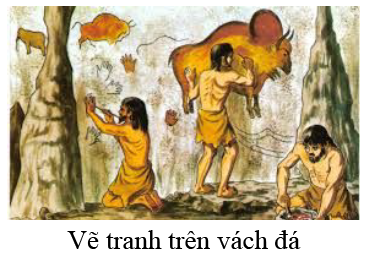 Vẽ tranh trên vách đá